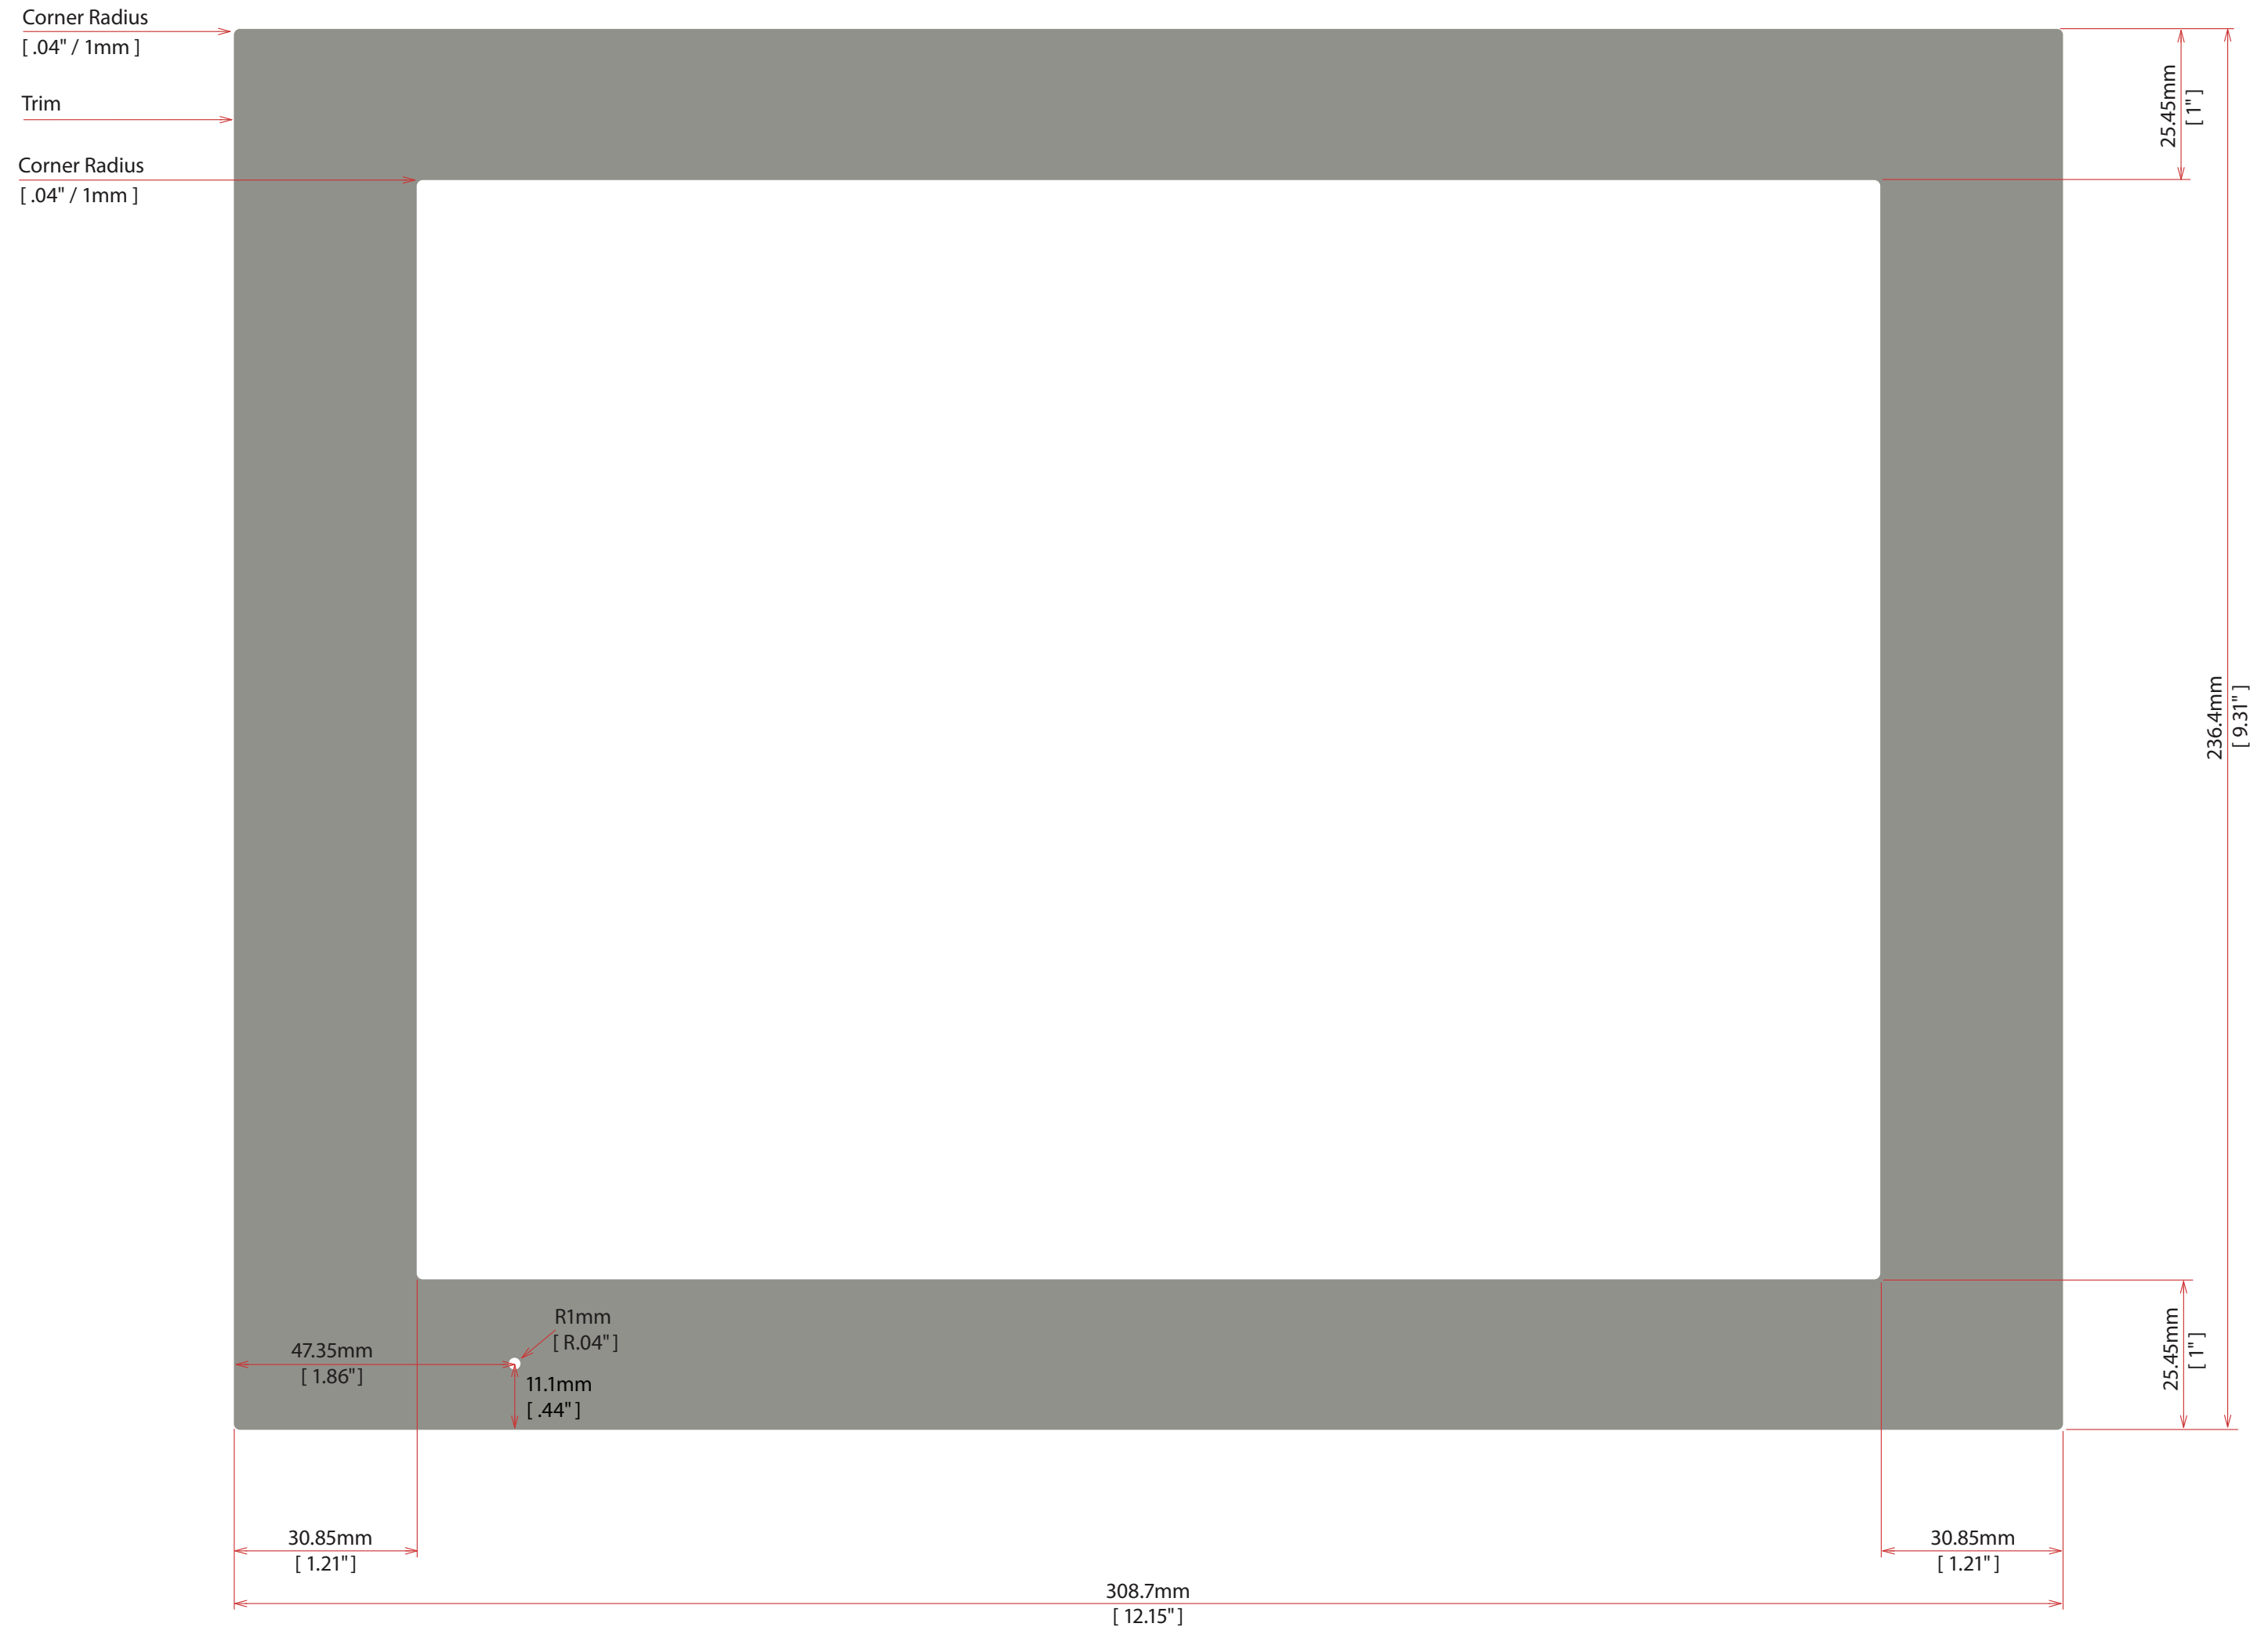 Corner Radius
[ .04" / 1mm ]
Trim
Corner Radius
[ .04" / 1mm ]
25.45mm
[ 1" ]
236.4mm
[ 9.31" ]
R1mm
[ R.04" ]
47.35mm
[ 1.86" ]
11.1mm
[ .44" ]
25.45mm
[ 1" ]
30.85mm
[ 1.21" ]
30.85mm
[ 1.21" ]
308.7mm
[ 12.15" ]